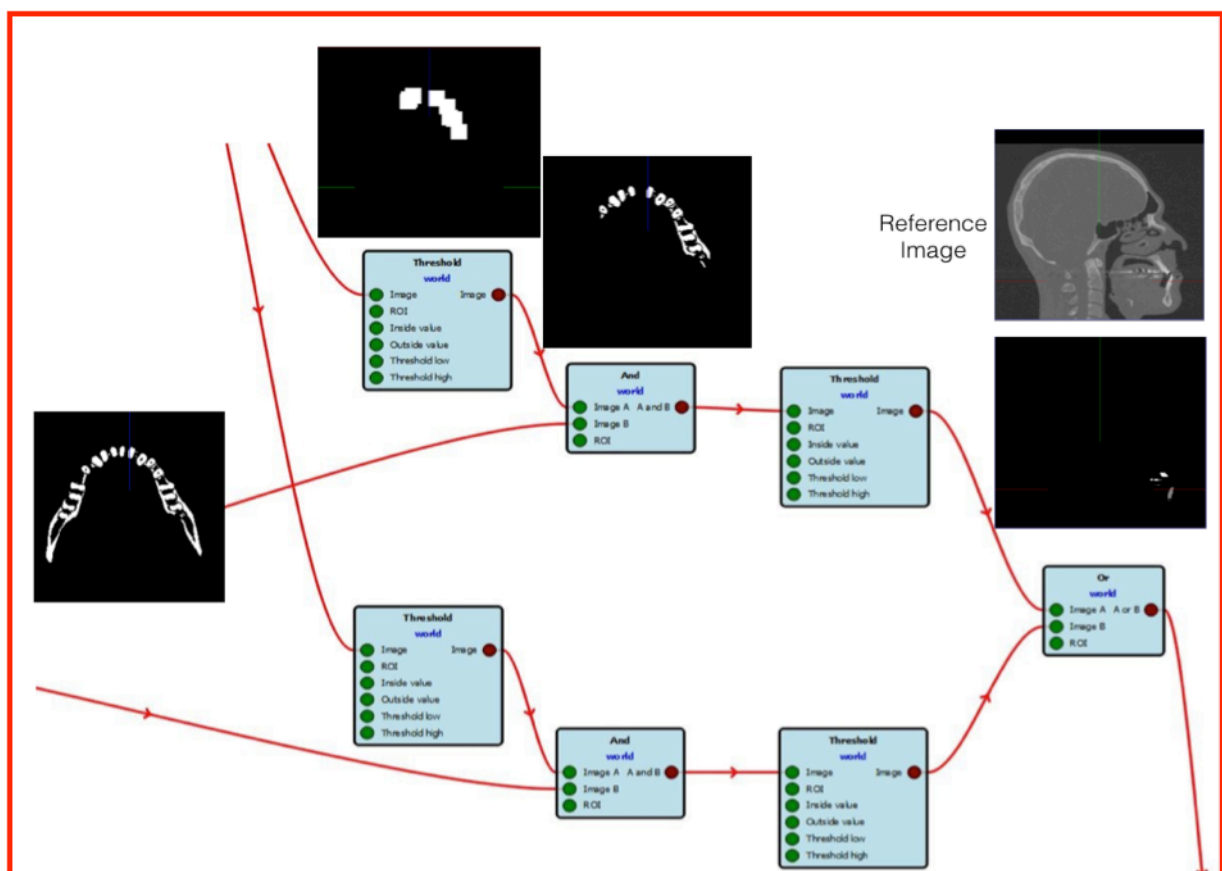 Reference
Image
Threshold
world
Image Image
ROI
Inside value
Outside value
Threshold low
Threshold high
And
world
Image A A and B
Image B
ROI
Threshold
world
Image Image
ROI
Inside value
Outside value
Threshold low
Threshold high
Or
world
Image A A or B
Image B
ROI
Threshold
world
Image Image
ROI
Inside value
Outside value
Threshold low
Threshold high
And
world
Image A A and B
Image B
ROI
Threshold
world
Image Image
ROI
Inside value
Outside value
Threshold low
Threshold high